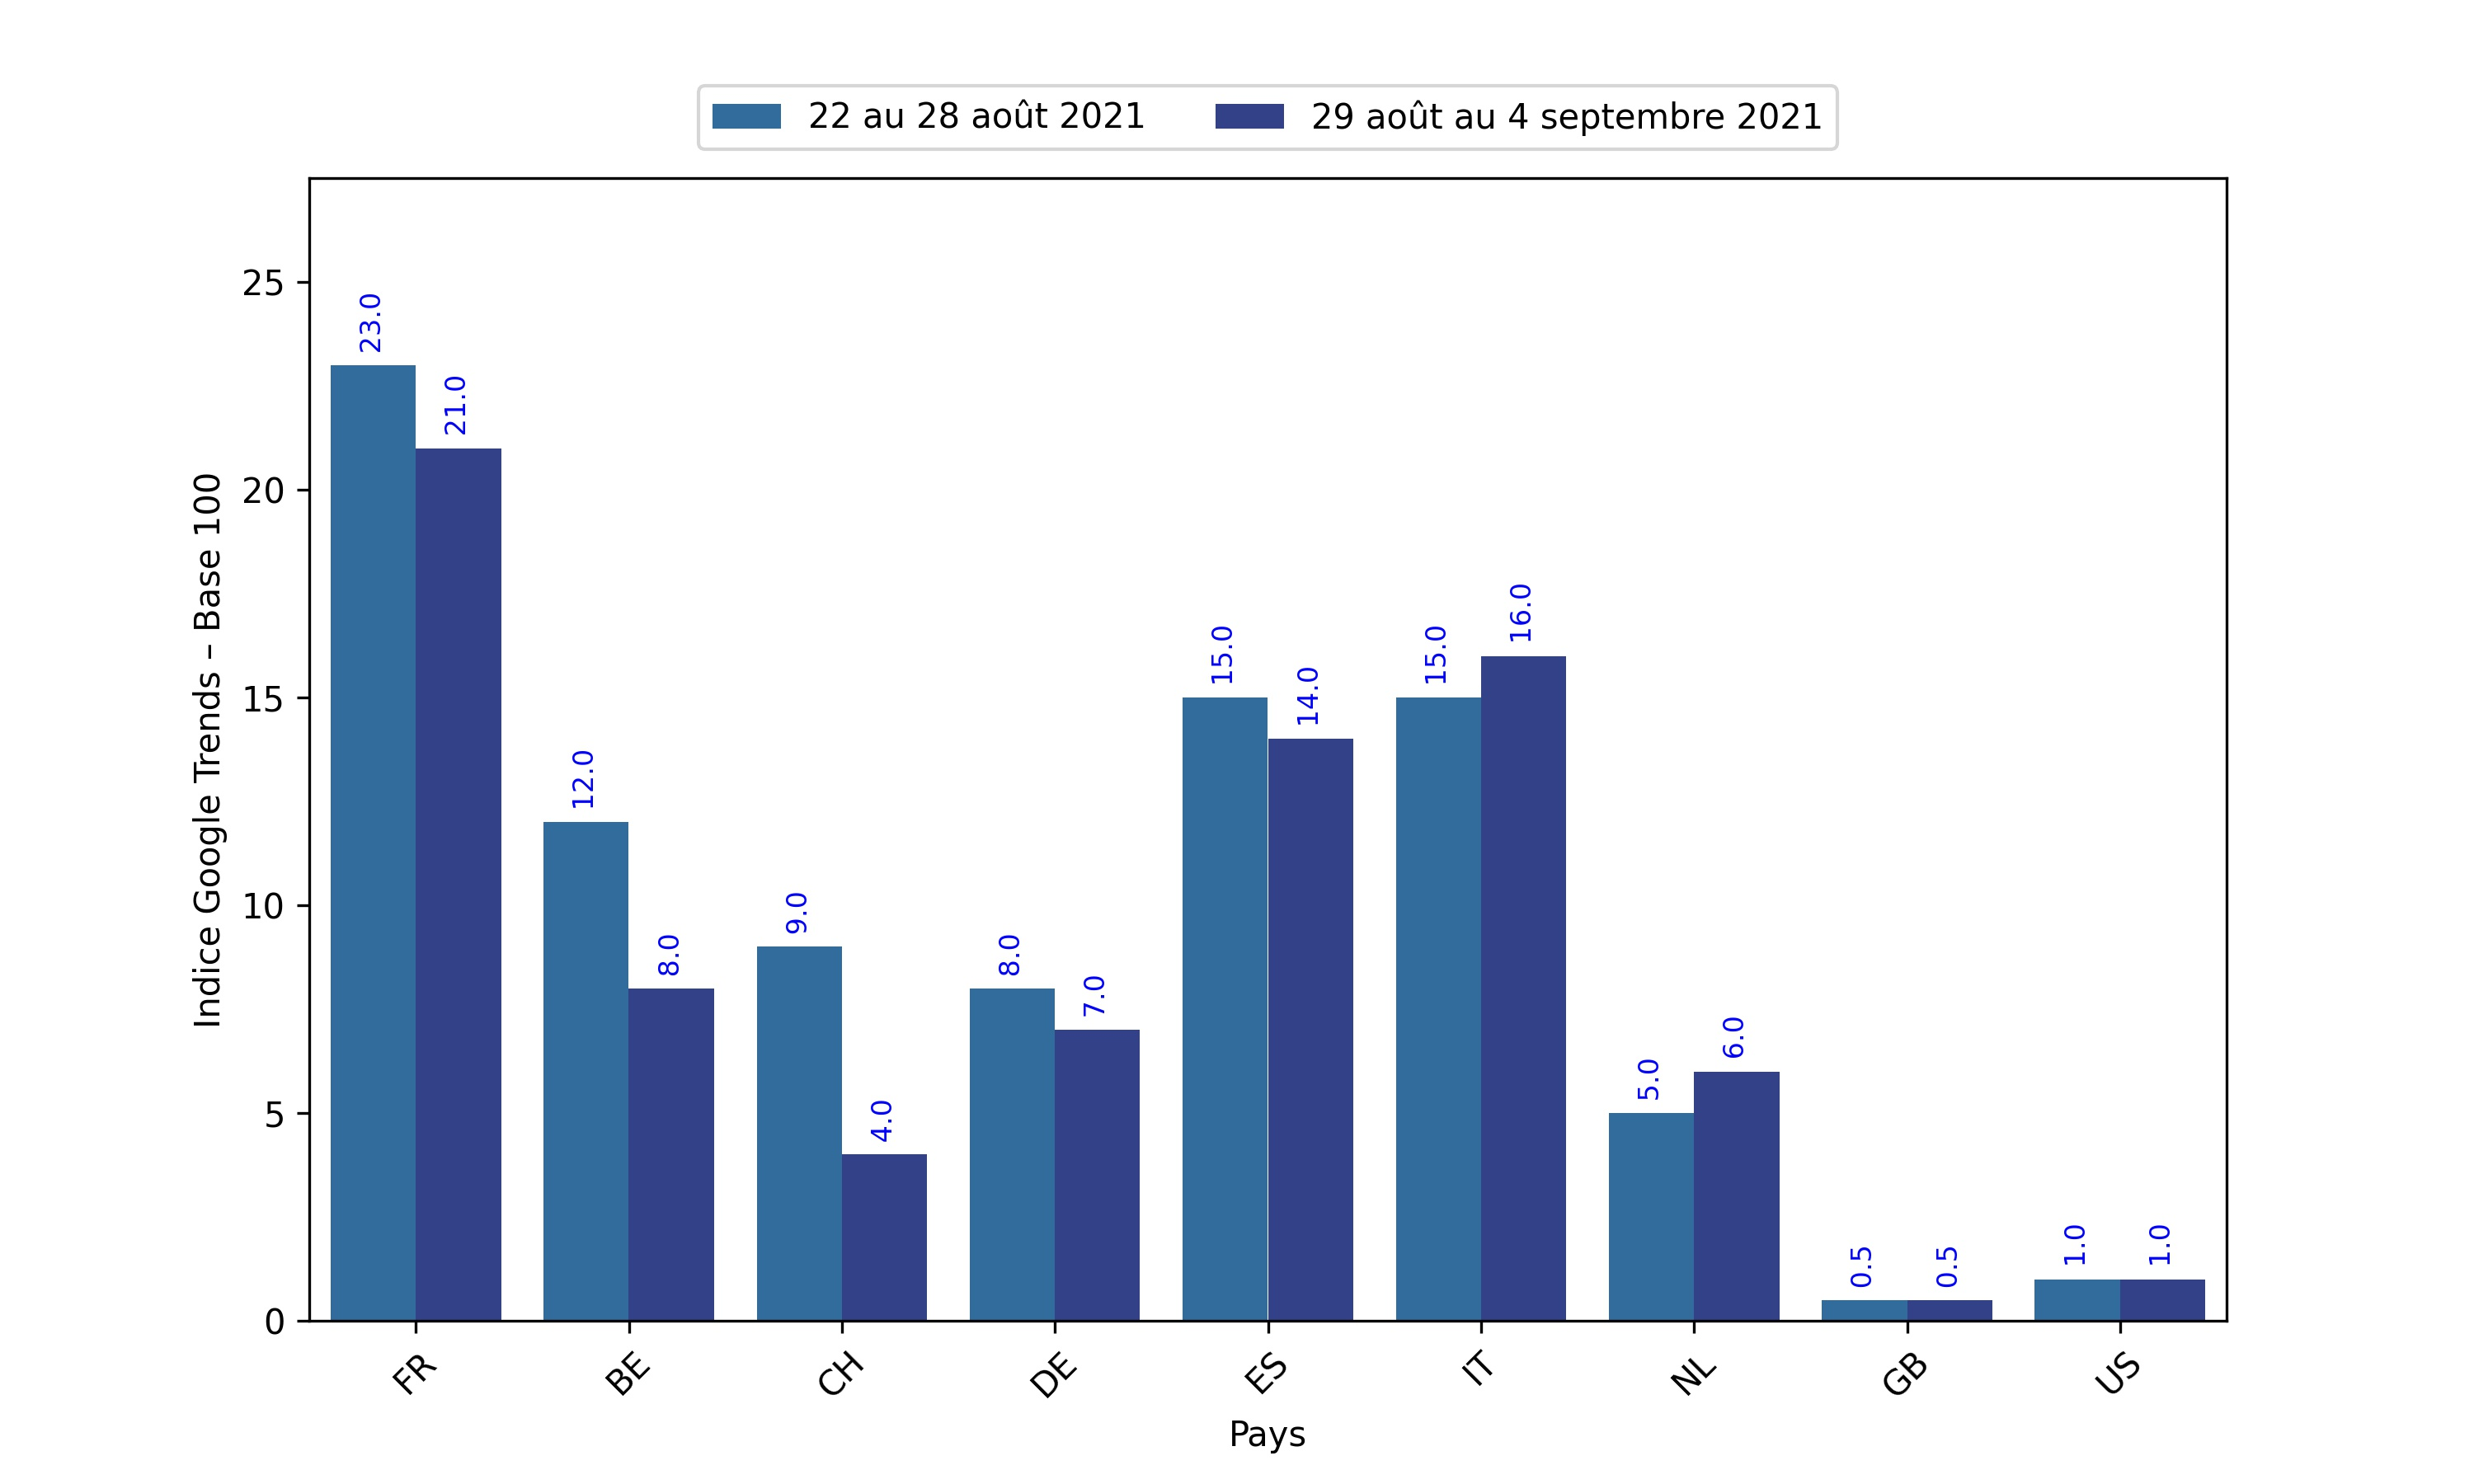 22 au 28 août 2021
29 août au 4 septembre 2021
Indice Google Trends – Base 100
25
20
15
10
5
0
23.0
21.0
12.0
8.0
9.0
4.0
8.0
7.0
15.0
14.0
15.0
16.0
5.0
6.0
0.5
0.5
1.0
1.0
FR
BE
CH
DE
ES
IT
NL
GB
US
Pays